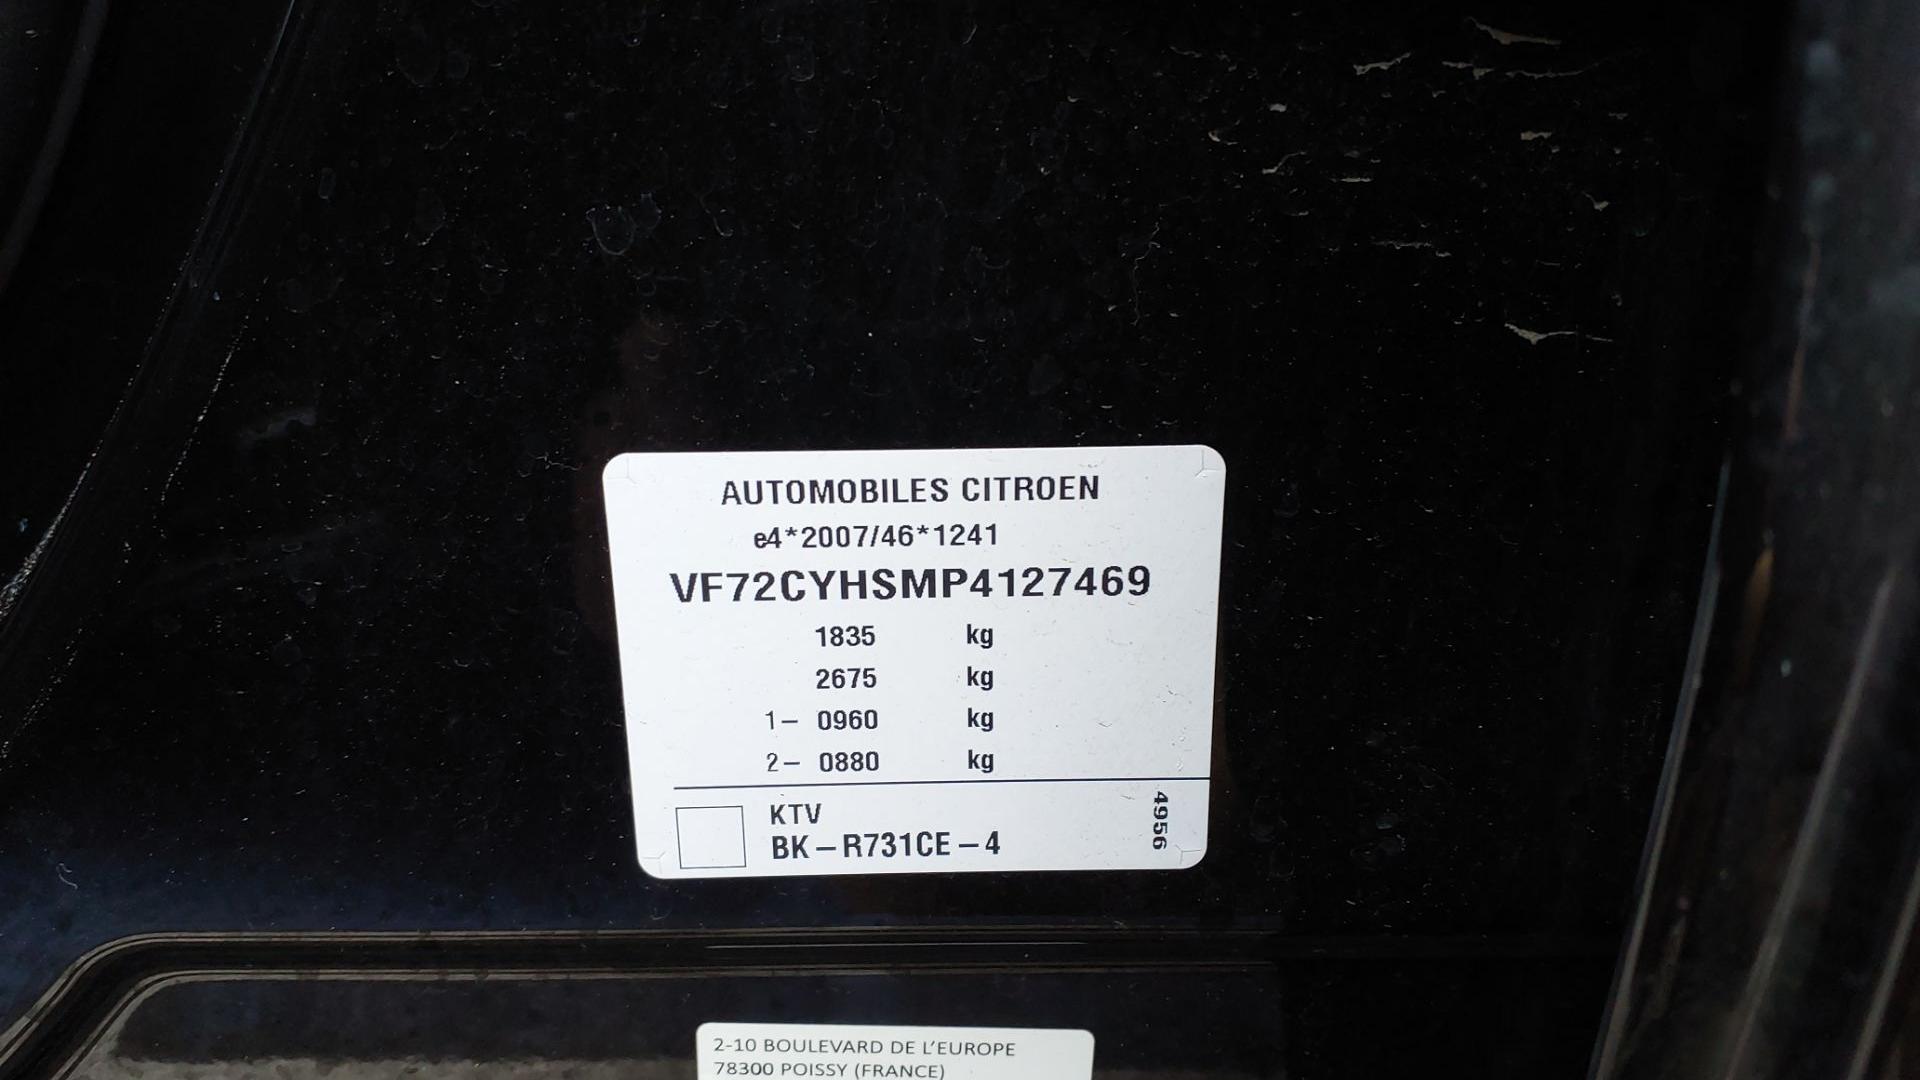 AUTOMOBILES CITROEN
e4*2007/46*1241
VF72CYHSMP4127469
1835 kg
2675 kg
1- 0960 kg
2- 0880 kg
KTV
BK-R731CE-4
4956
2-10 BOULEVARD DE L'EUROPE
78300 POISSY (FRANCE)